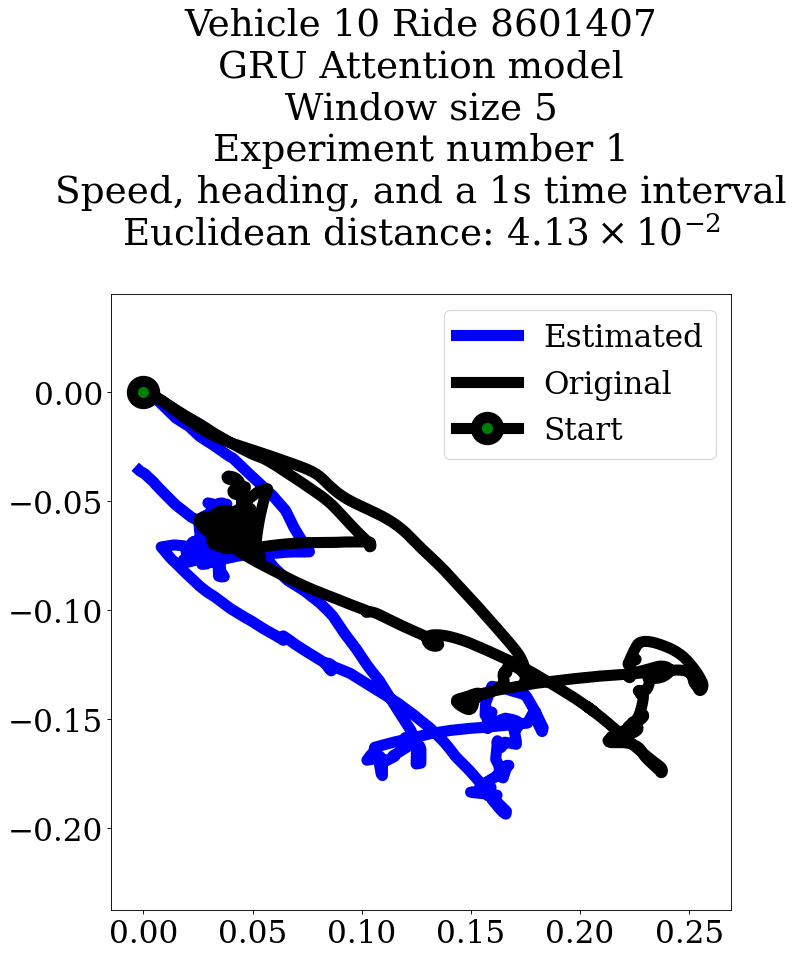 Vehicle 10 Ride 8601407
GRU Attention model
Window size 5
Experiment number 1
Speed, heading, and a 1s time interval
Euclidean distance: 4.13 × 10⁻²
Estimated
Original
Start
0.00
−0.05
−0.10
−0.15
−0.20
0.00 0.05 0.10 0.15 0.20 0.25